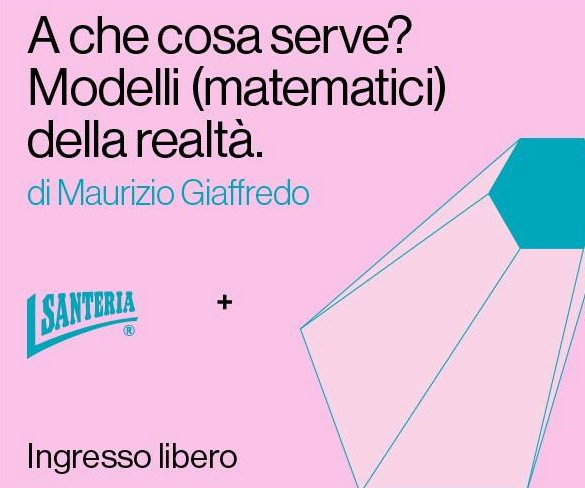 A che cosa serve?
Modelli (matematici)
della realtà.
di Maurizio Giaffredo
SANTERIA ®
+
Ingresso libero